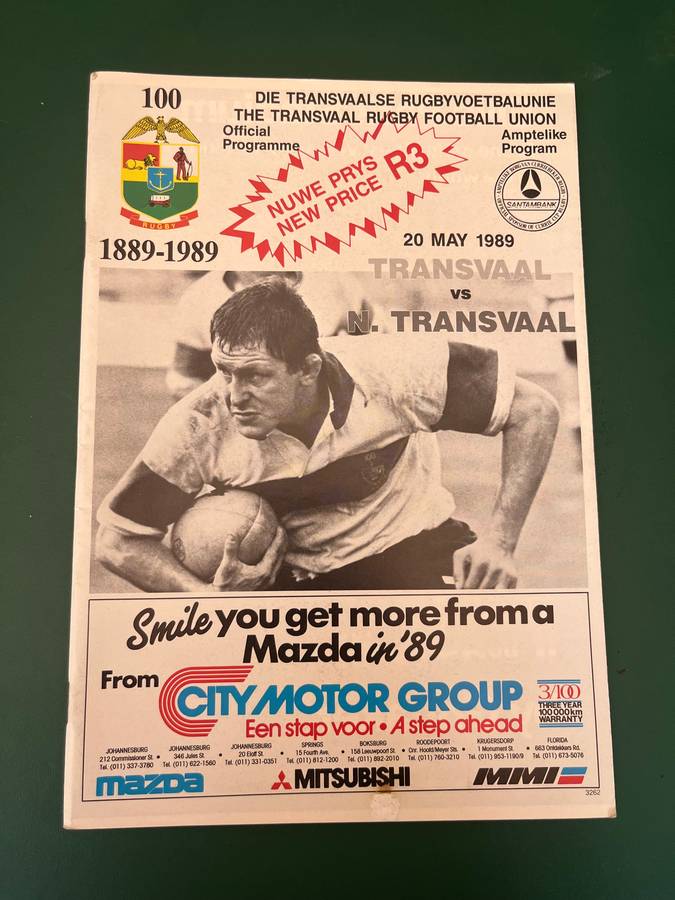 100
DIE TRANSVAALSE RUGBYVOETBALUNIE
THE TRANSVAAL RUGBY FOOTBALL UNION
Official
Programme
Amptelike
Program
NUWE PRYS
NEW PRICE R3
RUGBY
SANTAMBANK
1889-1989
20 MAY 1989
TRANSVAAL
VS
N. TRANSVAAL
Smile you get more from a
Mazda in '89
From
CITY MOTOR GROUP
Een stap voor • A step ahead
3/100
THREE YEAR
100 000km
WARRANTY
JOHANNESBURG
212 Commissioner St.
Tel. (011) 337-3780
JOHANNESBURG
346 Jules St.
Tel. (011) 622-1560
JOHANNESBURG
20 Eloff St.
Tel. (011) 331-0351
SPRINGS
15 Fourth Ave.
Tel. (011) 812-1200
BOKSBURG
158 Leeuwpoort St.
Tel. (011) 892-2010
ROODEPOORT
Cnr. Hoold/Meyer Sts.
Tel. (011) 760-3210
KRUGERSDORP
1 Monument St.
Tel. (011) 953-1190/9
FLORIDA
663 Ontdekkers Rd.
Tel. (011) 673-5076
mazda
MITSUBISHI
MMI
3262